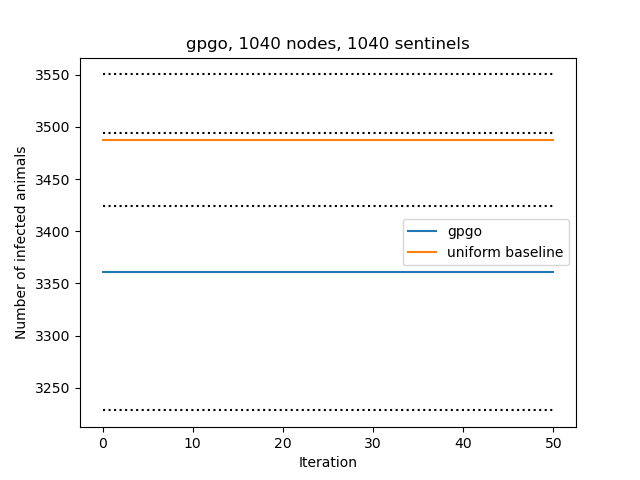 gpgo, 1040 nodes, 1040 sentinels
3550
3500
3450
3400
3350
3300
3250
Number of infected animals
gpgo
uniform baseline
0 10 20 30 40 50
Iteration